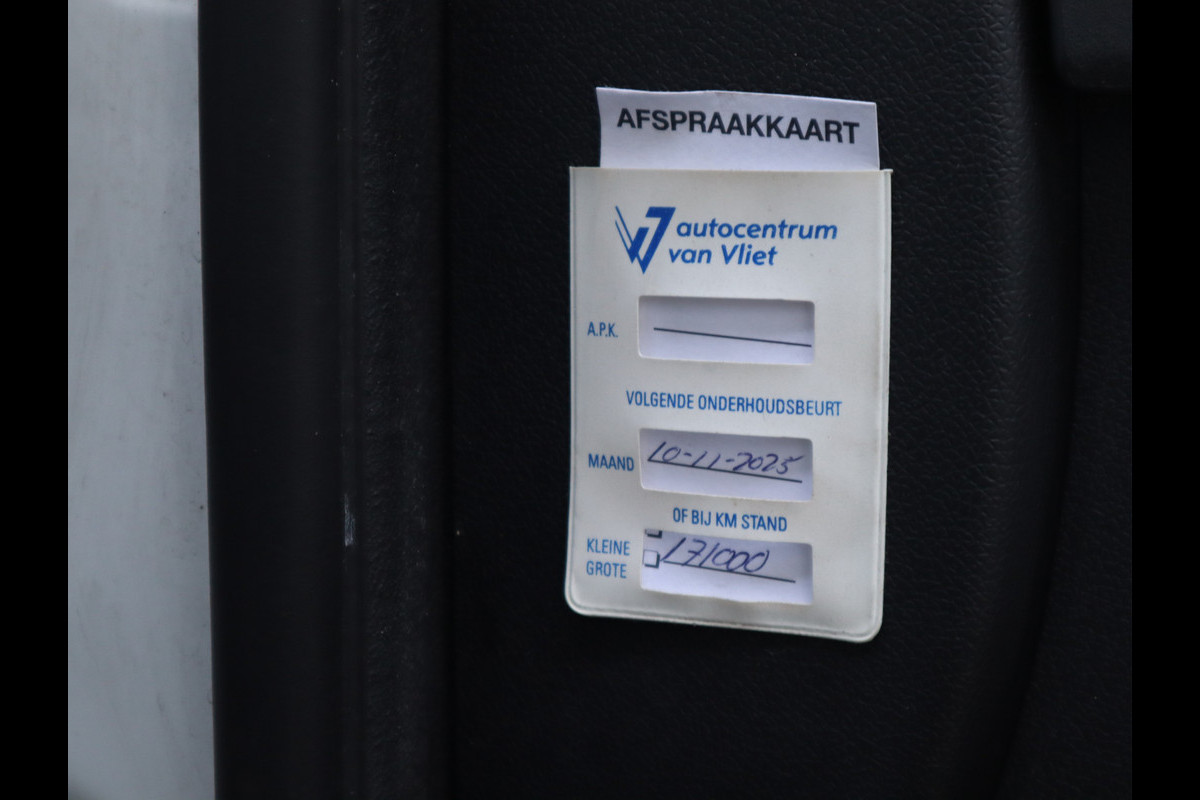 AFSPRAAKKAART
autocentrum
van Vliet
A.P.K.
VOLGENDE ONDERHOUDSBEURT
MAAND 10-11-2025
OF BIJ KM STAND
KLEINE 171000
GROTE